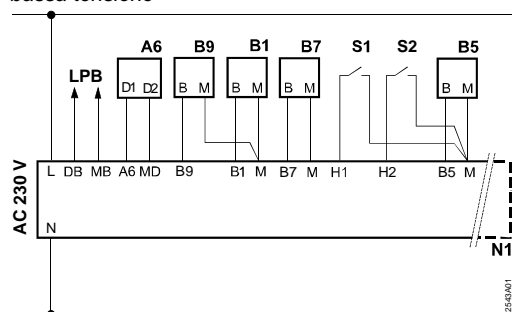 bassa tensione
A6 B9 B1 B7 S1 S2 B5
LPB
D1 D2 B M B M B M B M
L DB MB A6 MD B9 B1 M B7 M H1 H2 B5 M
AC 230 V
N
N1
2543A01